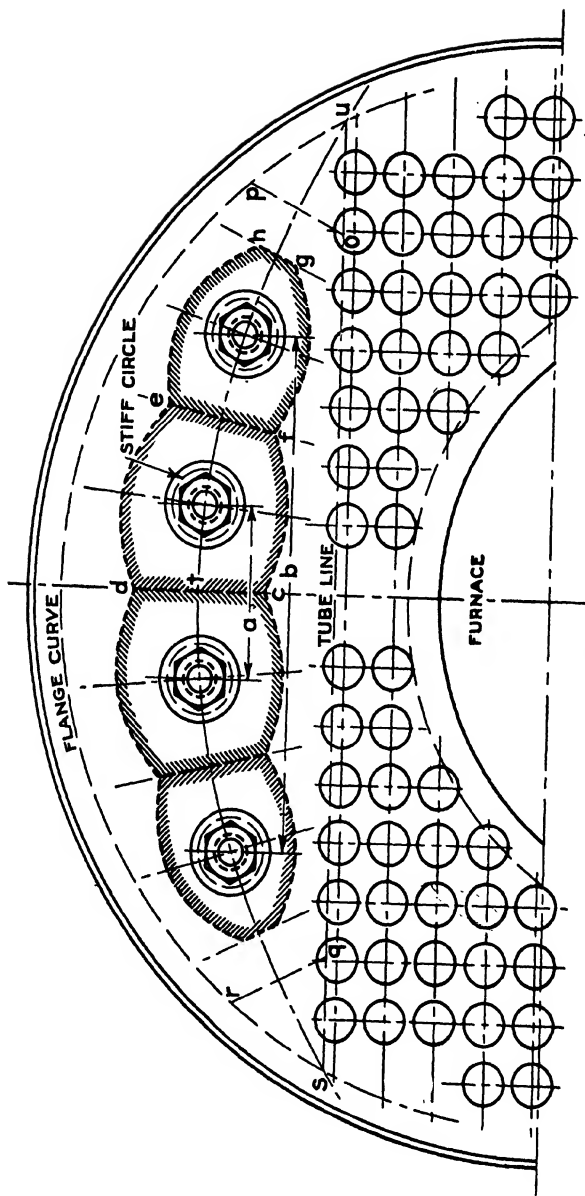 FLANGE CURVE
STIFF CIRCLE
d
e
t
h
p
g
u
a
b
c
f
o
r
q
s
TUBE LINE
FURNACE